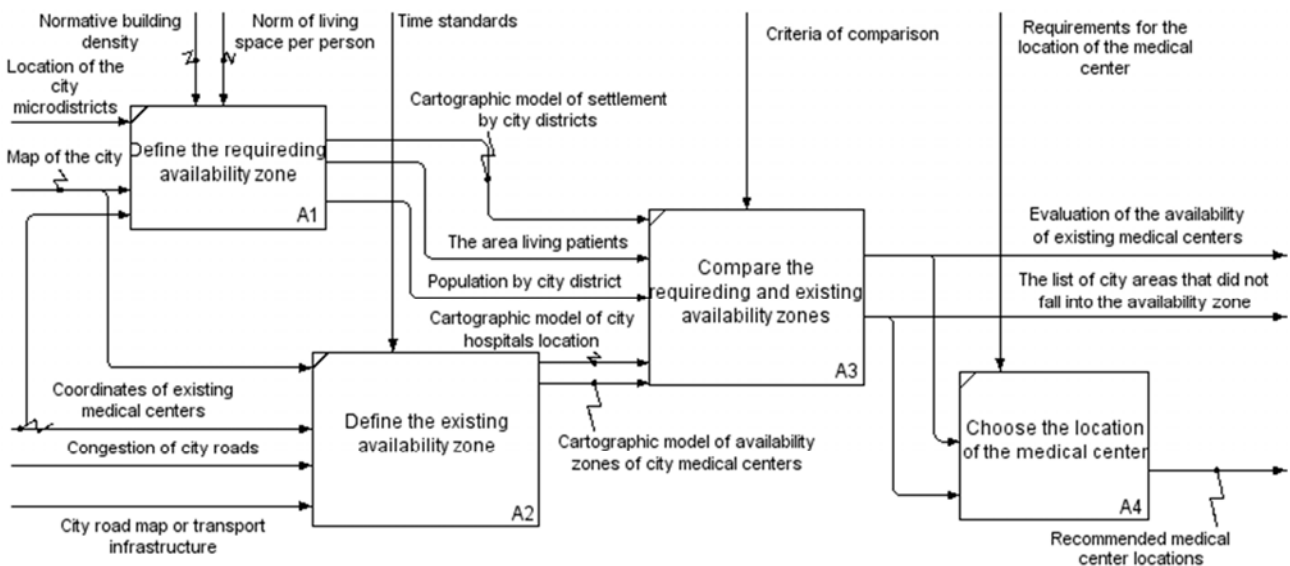 Normative building
density
Norm of living
space per person
Time standards
Criteria of comparison
Requirements for the
location of the medical
center
Location of the
city
microdistricts
Map of the city
Define the requireding
availability zone
A1
Cartographic model of settlement
by city districts
The area living patients
Population by city district
Cartographic model of city
hospitals location
Compare the
requireding and existing
availability zones
A3
Evaluation of the availability
of existing medical centers
The list of city areas that did not
fall into the availability zone
Coordinates of existing
medical centers
Congestion of city roads
City road map or transport
infrastructure
Define the existing
availability zone
A2
Cartographic model of availability
zones of city medical centers
Choose the location
of the medical center
A4
Recommended medical
center locations